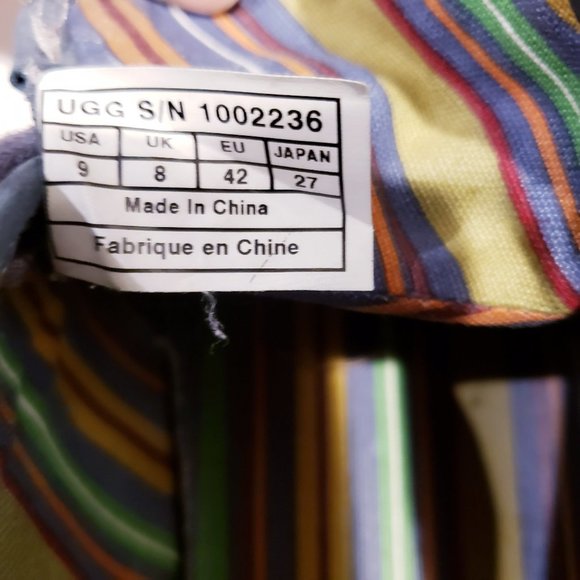 UGG S/N 1002236
USA UK EU JAPAN
9 8 42 27
Made In China
Fabrique en Chine